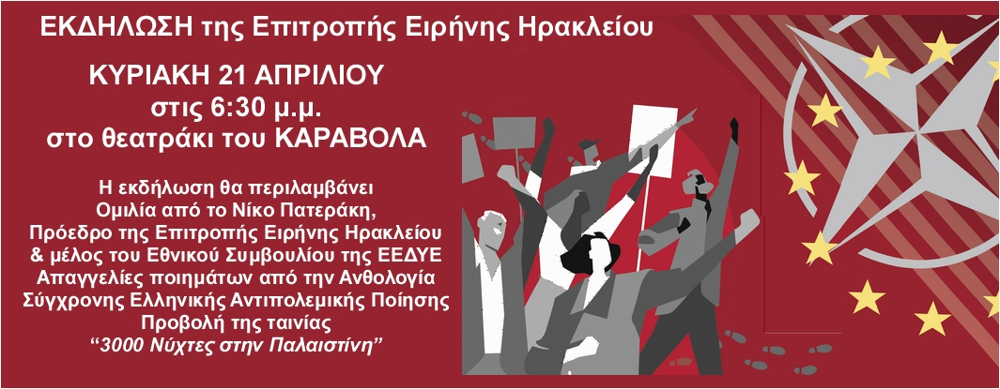 ΕΚΔΗΛΩΣΗ της Επιτροπής Ειρήνης Ηρακλείου
ΚΥΡΙΑΚΗ 21 ΑΠΡΙΛΙΟΥ
στις 6:30 μ.μ.
στο θεατράκι του ΚΑΡΑΒΟΛΑ
Η εκδήλωση θα περιλαμβάνει
Ομιλία από το Νίκο Πατεράκη,
Πρόεδρο της Επιτροπής Ειρήνης Ηρακλείου
& μέλος του Εθνικού Συμβουλίου της ΕΕΔΥΕ
Απαγγελίες ποιημάτων από την Ανθολογία
Σύγχρονης Ελληνικής Αντιπολεμικής Ποίησης
Προβολή της ταινίας
“3000 Νύχτες στην Παλαιστίνη”